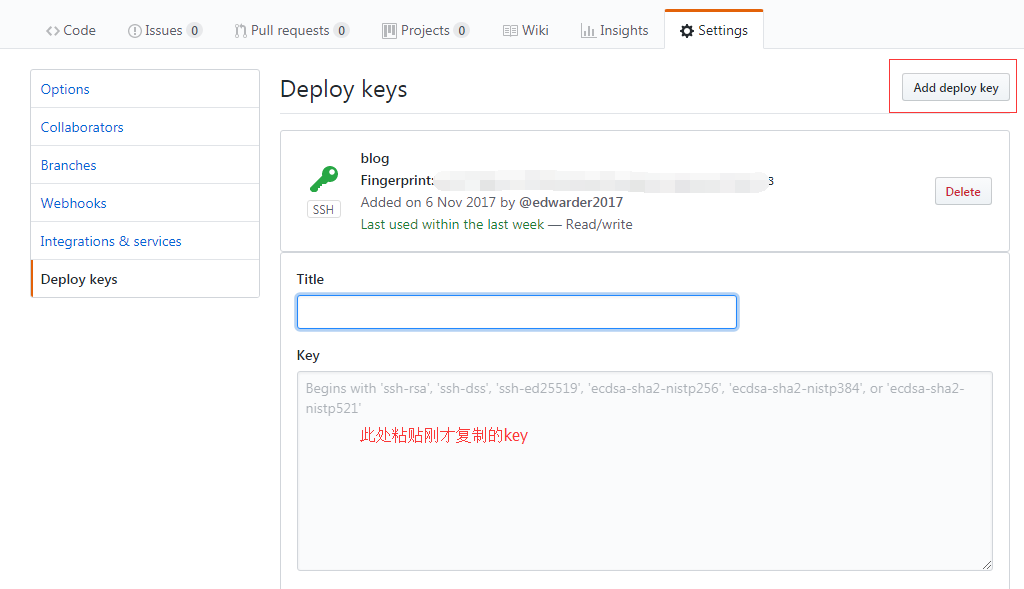 Code Issues 0 Pull requests 0 Projects 0 Wiki Insights Settings
Options
Collaborators
Branches
Webhooks
Integrations & services
Deploy keys
Deploy keys
Add deploy key
blog
Fingerprint: 3
SSH
Added on 6 Nov 2017 by @edwarder2017
Last used within the last week — Read/write
Delete
Title
Key
Begins with 'ssh-rsa', 'ssh-dss', 'ssh-ed25519', 'ecdsa-sha2-nistp256', 'ecdsa-sha2-nistp384', or 'ecdsa-sha2-
nistp521'
此处粘贴刚才复制的key